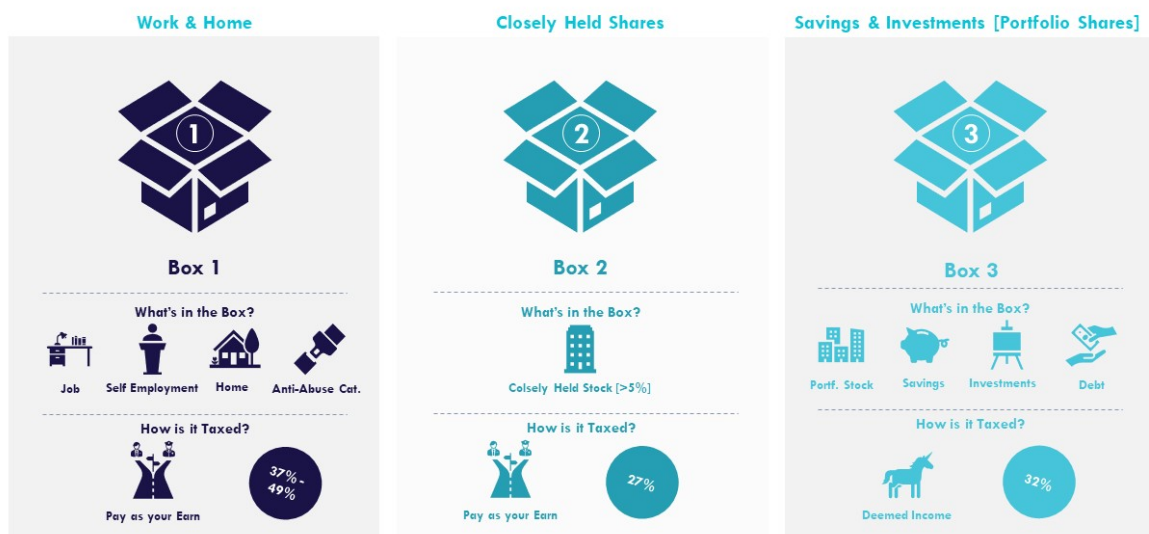 Work & Home
1
Box 1
What's in the Box?
Job
Self Employment
Home
Anti-Abuse Cat.
How is it Taxed?
37% -
49%
Pay as your Earn
Closely Held Shares
2
Box 2
What's in the Box?
Colsely Held Stock [>5%]
How is it Taxed?
27%
Pay as your Earn
Savings & Investments [Portfolio Shares]
3
Box 3
What's in the Box?
Portf. Stock
Savings
Investments
Debt
How is it Taxed?
32%
Deemed Income